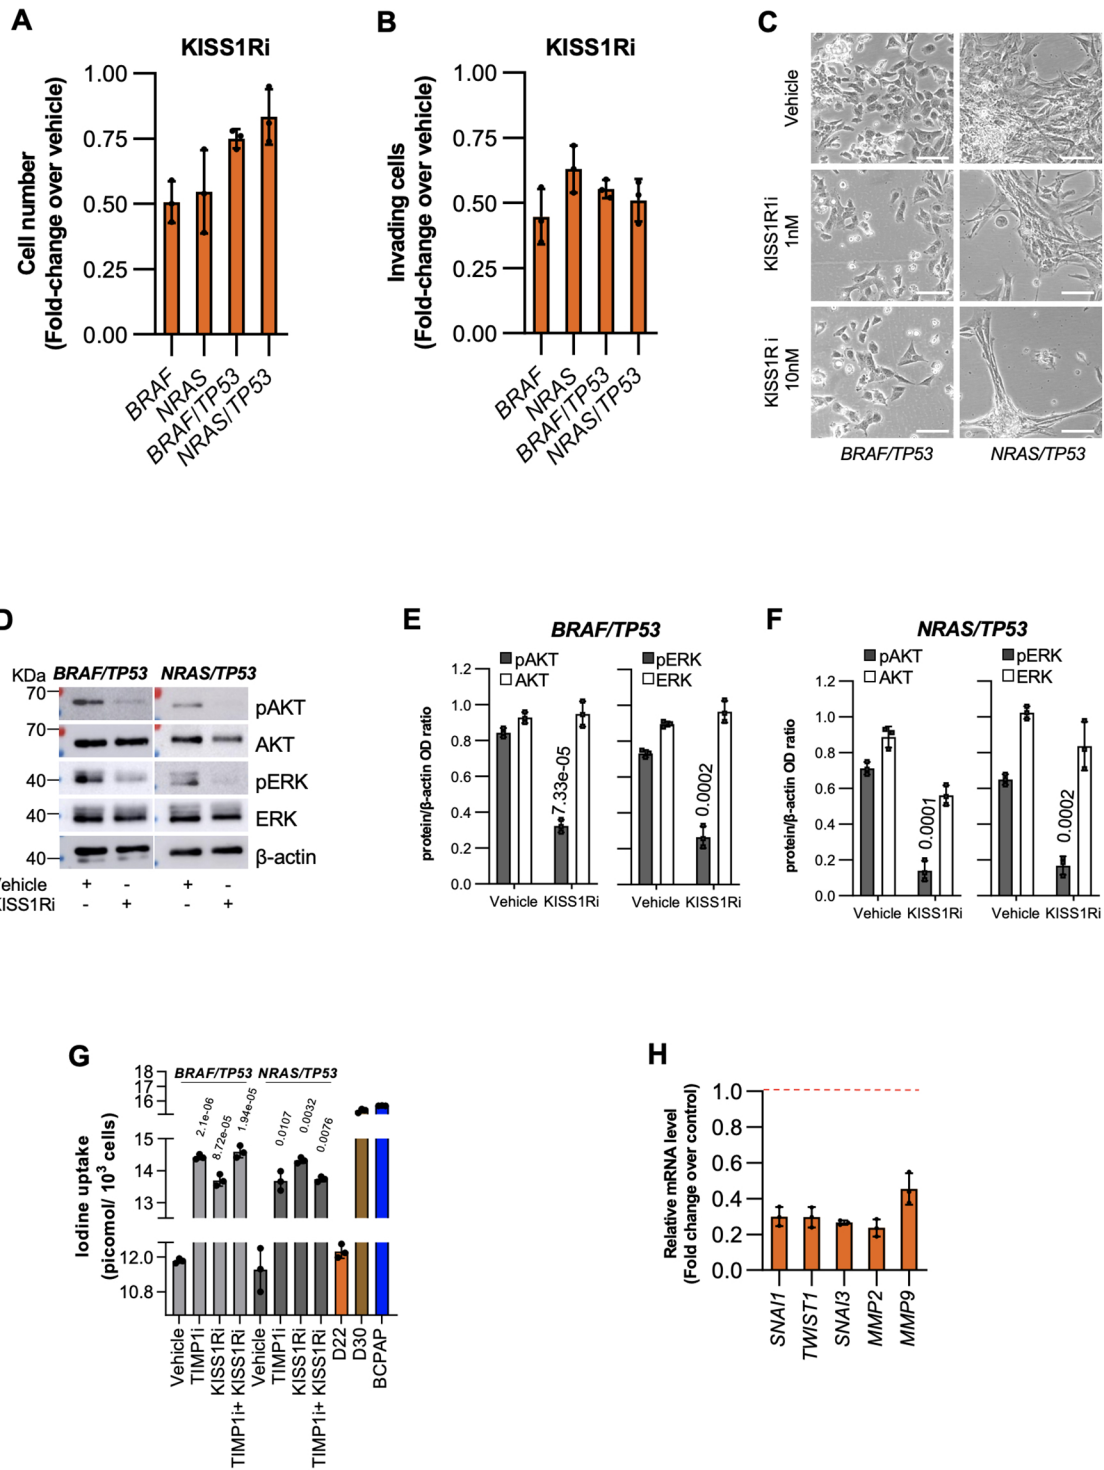 A
KISS1Ri
Cell number
(Fold-change over vehicle)
1.00
0.75
0.50
0.25
0.00
BRAF
NRAS
BRAF/TP53
NRAS/TP53
B
KISS1Ri
Invading cells
(Fold-change over vehicle)
1.00
0.75
0.50
0.25
0.00
BRAF
NRAS
BRAF/TP53
NRAS/TP53
C
Vehicle
KISS1R1i
1nM
KISS1R i
10nM
BRAF/TP53
NRAS/TP53
D
KDa
BRAF/TP53
NRAS/TP53
70
pAKT
70
AKT
40
pERK
40
ERK
40
β-actin
Vehicle + - + -
KISS1Ri - + - +
E
BRAF/TP53
pAKT
AKT
pERK
ERK
protein/β-actin OD ratio
1.2
1.0
0.8
0.6
0.4
0.2
0.0
7.33e-05
0.0002
Vehicle KISS1Ri
Vehicle KISS1Ri
F
NRAS/TP53
pAKT
AKT
pERK
ERK
protein/β-actin OD ratio
1.2
1.0
0.8
0.6
0.4
0.2
0.0
0.0001
0.0002
Vehicle KISS1Ri
Vehicle KISS1Ri
G
BRAF/TP53
NRAS/TP53
Iodine uptake
(picomol/ 10³ cells)
18
17
16
15
14
13
12.0
10.8
2.1e-06
8.72e-05
1.94e-05
0.0107
0.0032
0.0076
Vehicle
TIMP1i
KISS1Ri
TIMP1i+ KISS1Ri
Vehicle
TIMP1i
KISS1Ri
TIMP1i+ KISS1Ri
D22
D30
BCPAP
H
Relative mRNA level
(Fold change over control)
1.0
0.8
0.6
0.4
0.2
0.0
SNAI1
TWIST1
SNAI3
MMP2
MMP9